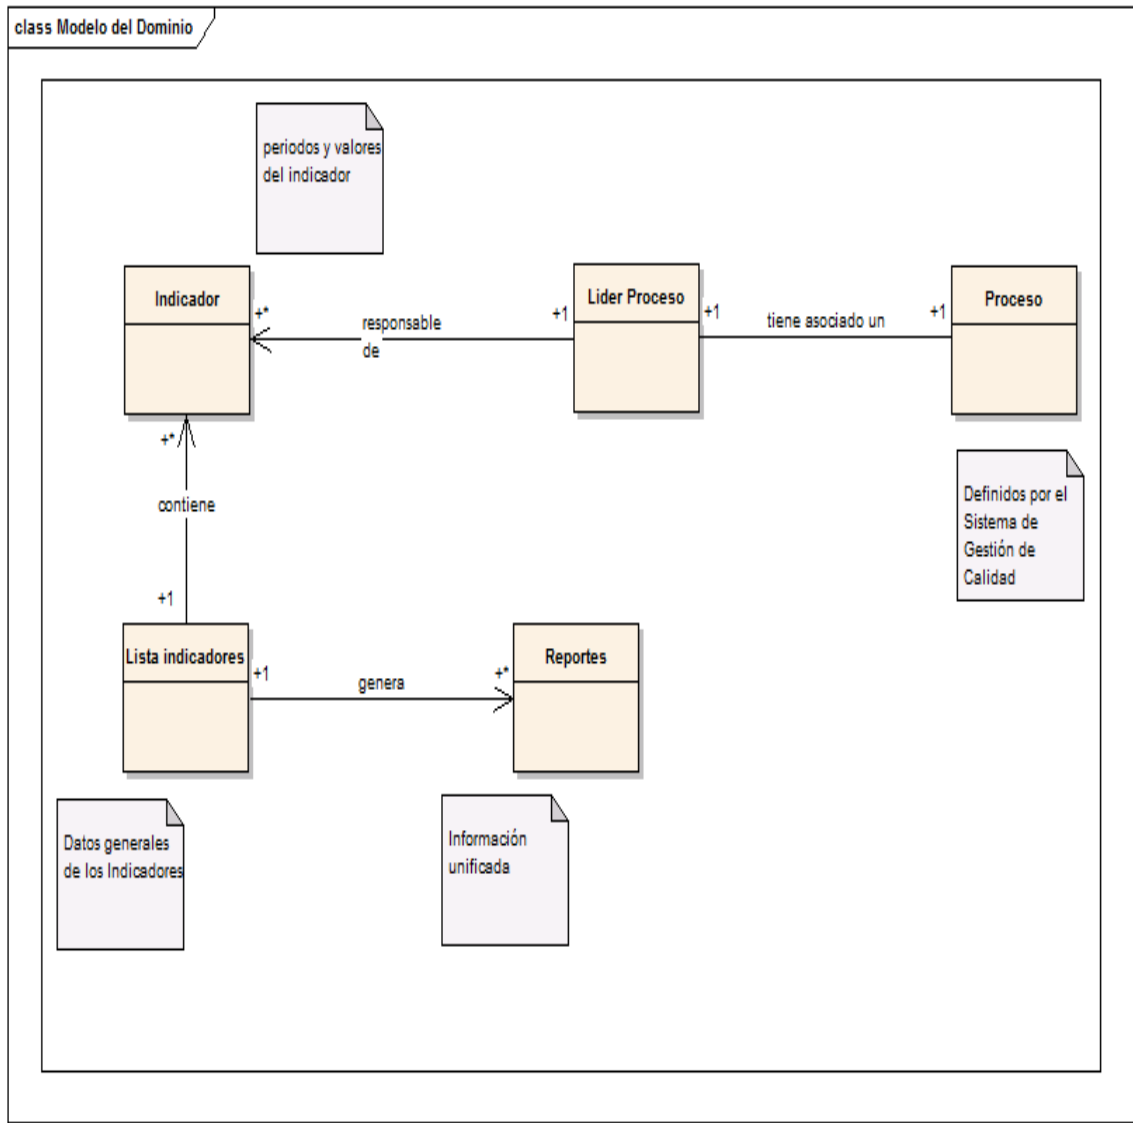 class Modelo del Dominio
periodos y valores
del indicador
Indicador
Lider Proceso
Proceso
+*
+1
+1
+1
responsable
de
tiene asociado un
+*
contiene
+1
Definidos por el
Sistema de
Gestión de
Calidad
Lista indicadores
Reportes
+1
+*
genera
Datos generales
de los Indicadores
Información
unificada